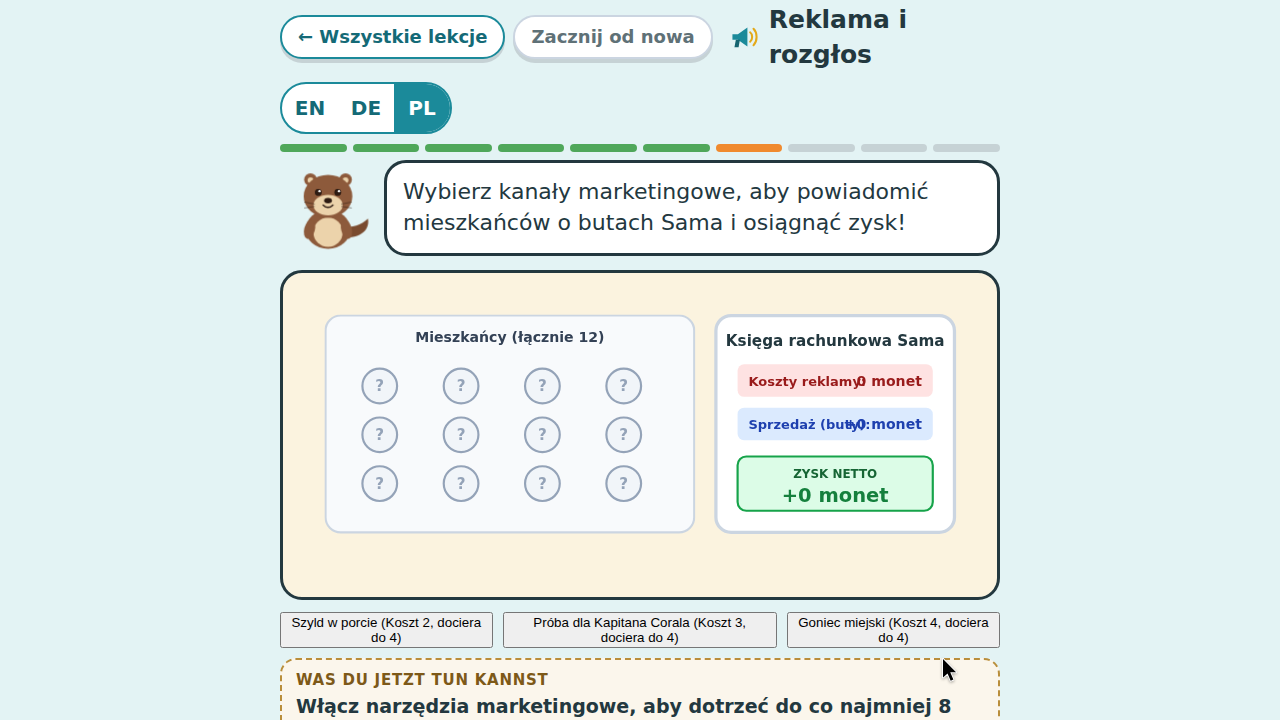 ← Wszystkie lekcje
Zacznij od nowa
Reklama i
rozgłos
EN DE PL
Wybierz kanały marketingowe, aby powiadomić
mieszkańców o butach Sama i osiągnąć zysk!
Mieszkańcy (łącznie 12)
? ? ? ?
? ? ? ?
? ? ? ?
Księga rachunkowa Sama
Koszty reklamy: 0 monet
Sprzedaż (buty): +0 monet
ZYSK NETTO
+0 monet
Szyld w porcie (Koszt 2, dociera
do 4)
Próba dla Kapitana Corala (Koszt 3,
dociera do 4)
Goniec miejski (Koszt 4, dociera
do 4)
WAS DU JETZT TUN KANNST
Włącz narzędzia marketingowe, aby dotrzeć do co najmniej 8